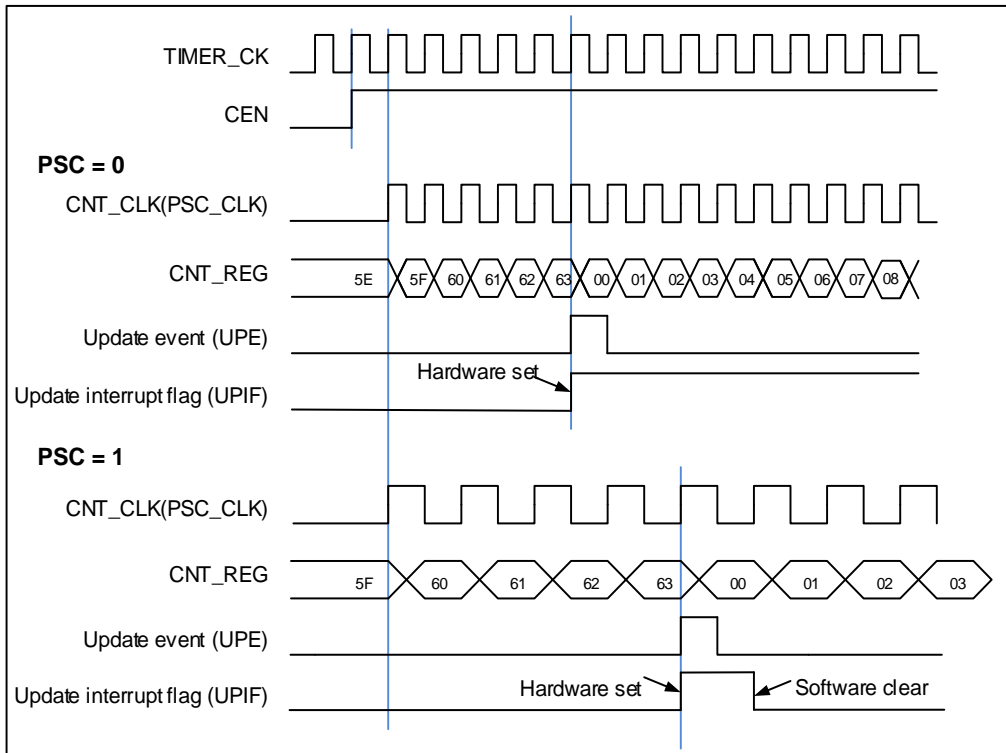 TIMER_CK
CEN
PSC = 0
CNT_CLK(PSC_CLK)
CNT_REG 5E 5F 60 61 62 63 00 01 02 03 04 05 06 07 08
Update event (UPE)
Hardware set
Update interrupt flag (UPIF)
PSC = 1
CNT_CLK(PSC_CLK)
CNT_REG 5F 60 61 62 63 00 01 02 03
Update event (UPE)
Update interrupt flag (UPIF) Hardware set Software clear